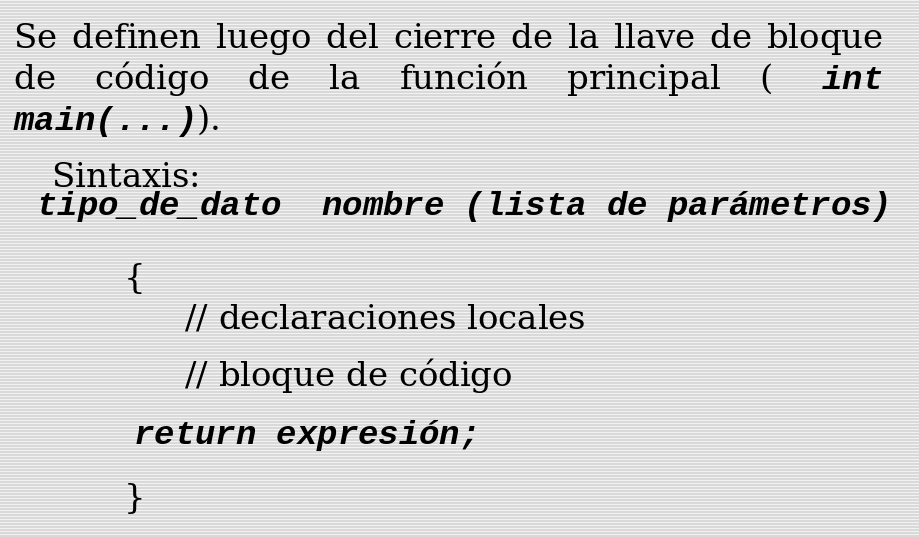 Se definen luego del cierre de la llave de bloque
de código de la función principal ( int
main(...)).
Sintaxis:
tipo_de_dato nombre (lista de parámetros)
{
// declaraciones locales
// bloque de código
return expresión;
}